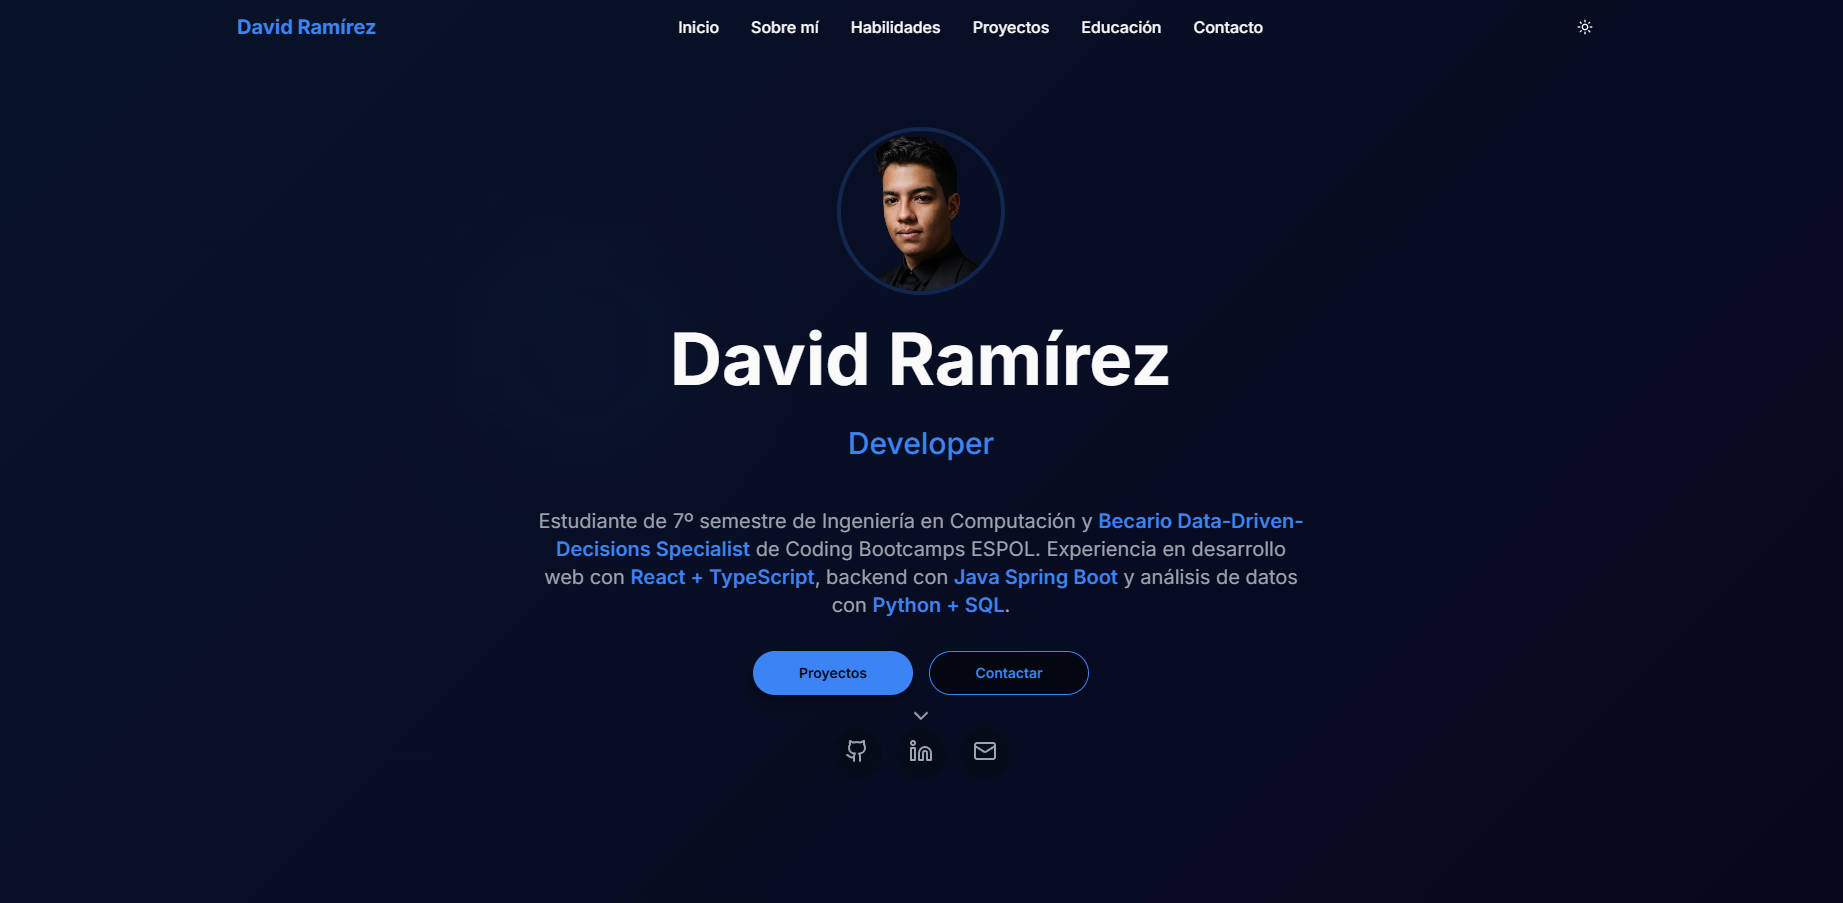 David Ramírez
Inicio Sobre mí Habilidades Proyectos Educación Contacto
David Ramírez
Developer
Estudiante de 7º semestre de Ingeniería en Computación y Becario Data-Driven-
Decisions Specialist de Coding Bootcamps ESPOL. Experiencia en desarrollo
web con React + TypeScript, backend con Java Spring Boot y análisis de datos
con Python + SQL.
Proyectos
Contactar